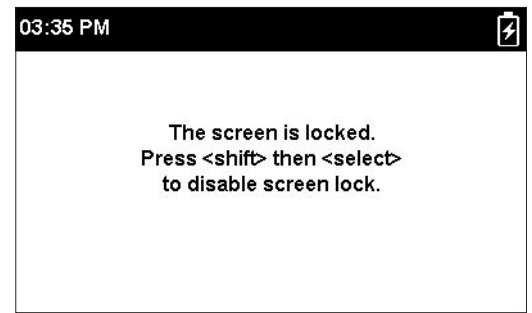 03:35 PM
The screen is locked.
Press <shift> then <select>
to disable screen lock.